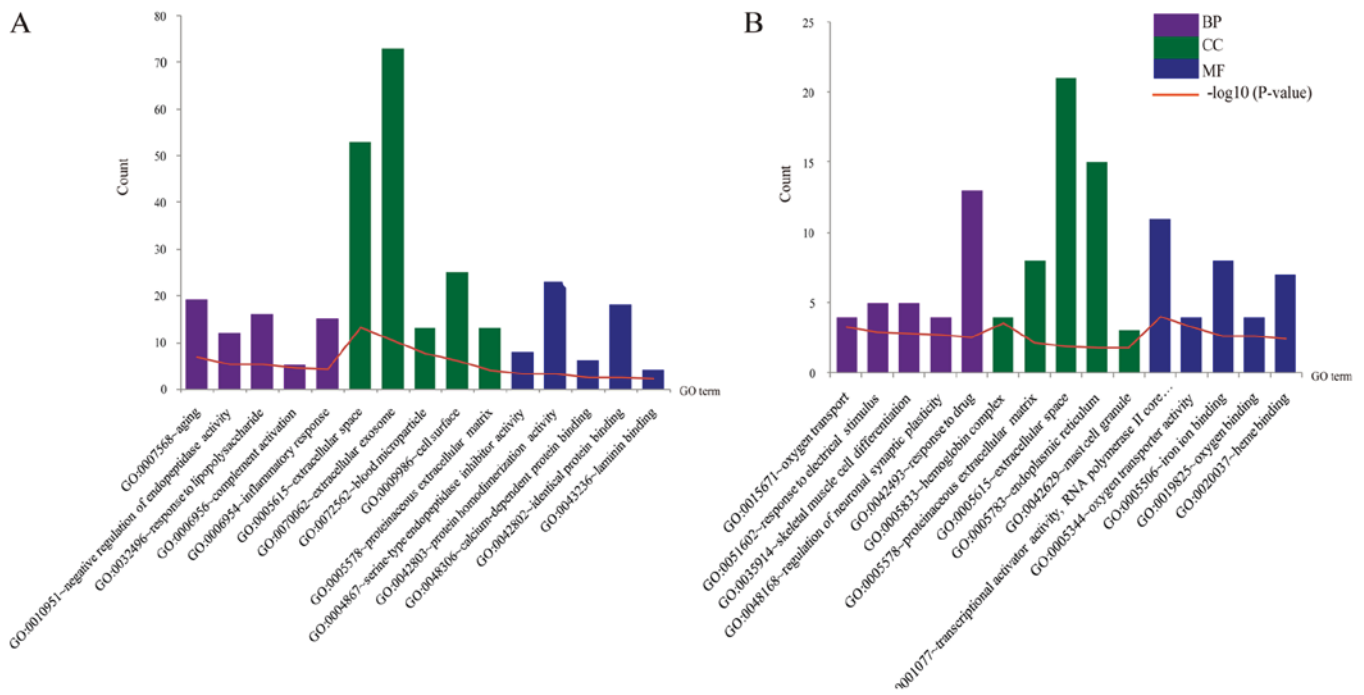 A
80
70
60
50
40
30
20
10
0
Count
GO term
GO:0007568~aging
GO:0010951~negative regulation of endopeptidase activity
GO:0032496~response to lipopolysaccharide
GO:006956~complement activation
GO:0006954~inflammatory response
GO:0005615~extracellular space
GO:0070062~extracellular exosome
GO:0072562~blood microparticle
GO:0009986~cell surface
GO:0005578~proteinaceous extracellular matrix
GO:0004867~serine-type endopeptidase inhibitor activity
GO:0042803~protein homodimerization activity
GO:0048306~calcium-dependent protein binding
GO:0042802~identical protein binding
GO:0043236~laminin binding
B
25
20
15
10
5
0
Count
BP
CC
MF
-log10 (P-value)
GO term
GO:0015671~oxygen transport
GO:0051602~response to electrical stimulus
GO:0035914~skeletal muscle cell differentiation
GO:0048168~regulation of neuronal synaptic plasticity
GO:0042493~response to drug
GO:0005833~hemoglobin complex
GO:0005578~proteinaceous extracellular matrix
GO:0005615~extracellular space
GO:0005783~endoplasmic reticulum
GO:0042629~mast cell granule
0001077~transcriptional activator activity, RNA polymerase II core…
GO:0005344~oxygen transporter activity
GO:0005506~iron ion binding
GO:0019825~oxygen binding
GO:0020037~heme binding